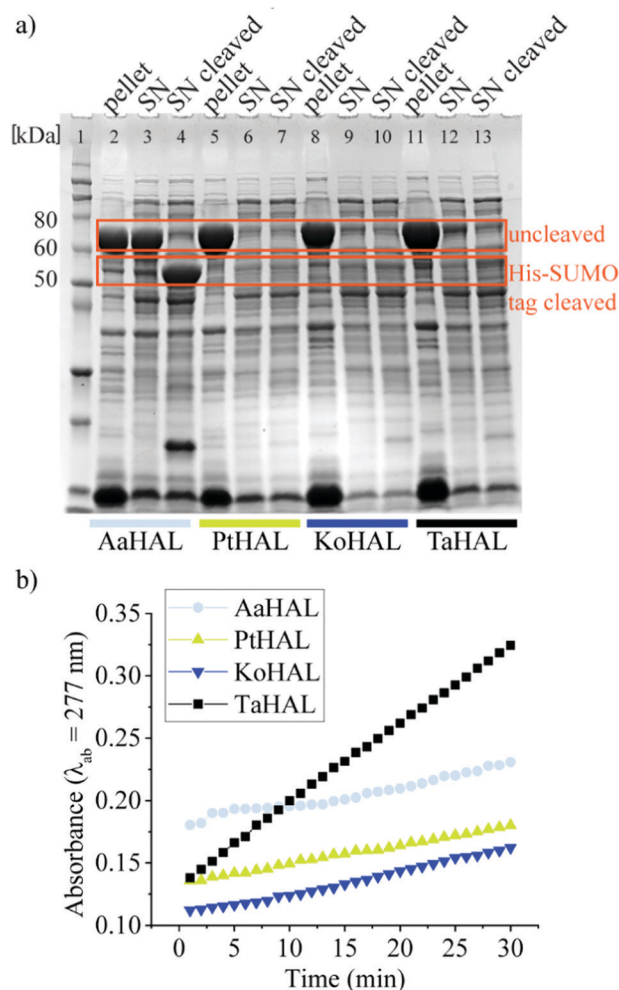 a)
pellet SN SN cleaved pellet SN SN cleaved pellet SN SN cleaved pellet SN SN cleaved
[kDa] 1 2 3 4 5 6 7 8 9 10 11 12 13
80
uncleaved
60
50
His-SUMO
tag cleaved
AaHAL PtHAL KoHAL TaHAL
b)
AaHAL
PtHAL
KoHAL
TaHAL
Absorbance (λab = 277 nm)
0.35
0.30
0.25
0.20
0.15
0.10
0 5 10 15 20 25 30
Time (min)